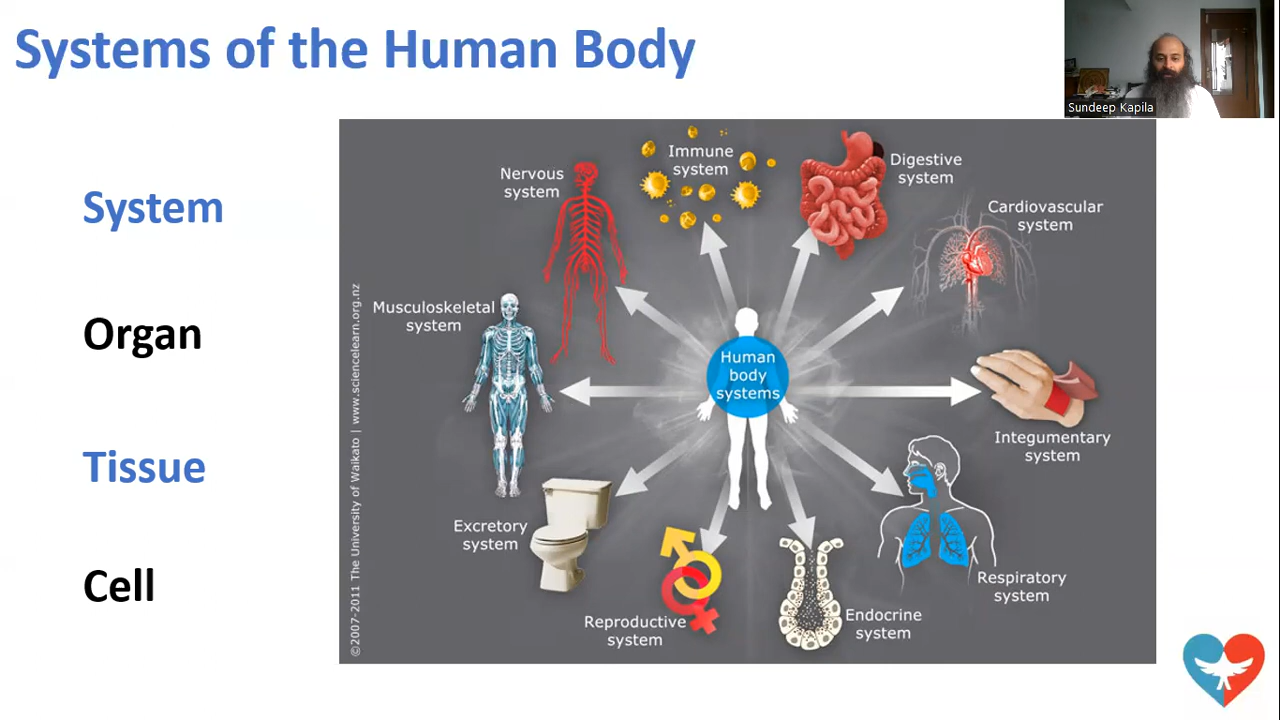 Systems of the Human Body
Sundeep Kapila
System
Organ
Tissue
Cell
Immune
system
Digestive
system
Nervous
system
Cardiovascular
system
Musculoskeletal
system
Human
body
systems
Integumentary
system
Excretory
system
Respiratory
system
Reproductive
system
Endocrine
system
©2007-2011 The University of Waikato | www.sciencelearn.org.nz